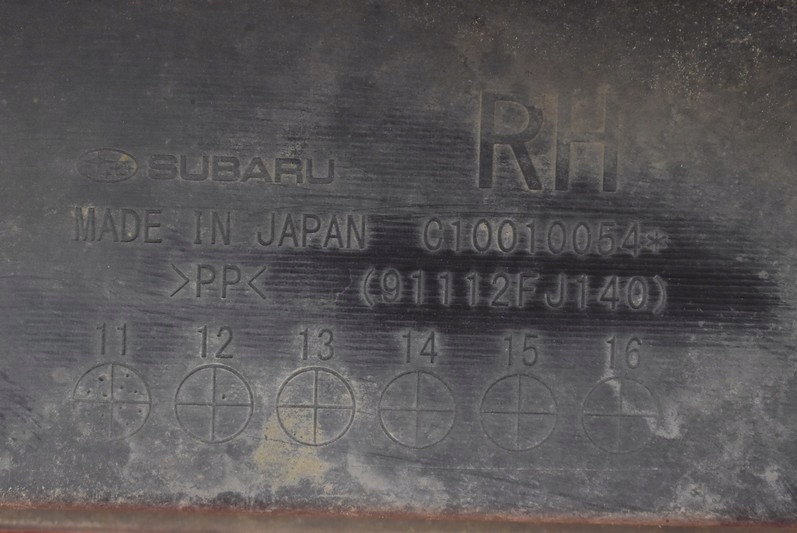 RH
SUBARU
MADE IN JAPAN C10010054*
>PP< (91112FJ140)
11 12 13 14 15 16